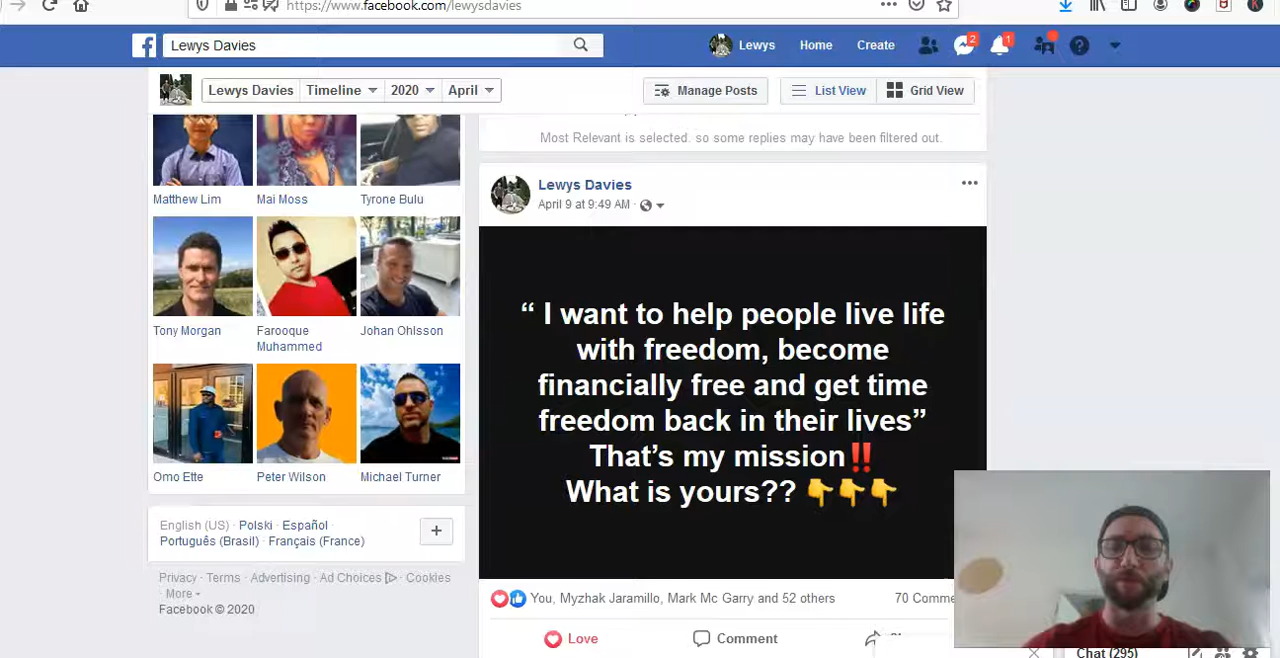 https://www.facebook.com/lewysdavies
Lewys Davies
Lewys
Home
Create
2
1
Lewys Davies
Timeline
2020
April
Manage Posts
List View
Grid View
Most Relevant is selected. so some replies may have been filtered out.
Matthew Lim
Mai Moss
Tyrone Bulu
Lewys Davies
April 9 at 9:49 AM ·
Tony Morgan
Farooque
Muhammed
Johan Ohlsson
“ I want to help people live life
with freedom, become
financially free and get time
freedom back in their lives”
That’s my mission‼️
What is yours?? 👇👇👇
Omo Ette
Peter Wilson
Michael Turner
English (US) · Polski · Español ·
Português (Brasil) · Français (France)
Privacy · Terms · Advertising · Ad Choices · Cookies
· More
Facebook © 2020
You, Myzhak Jaramillo, Mark Mc Garry and 52 others
70 Comme
Love
Comment
Chat (295)